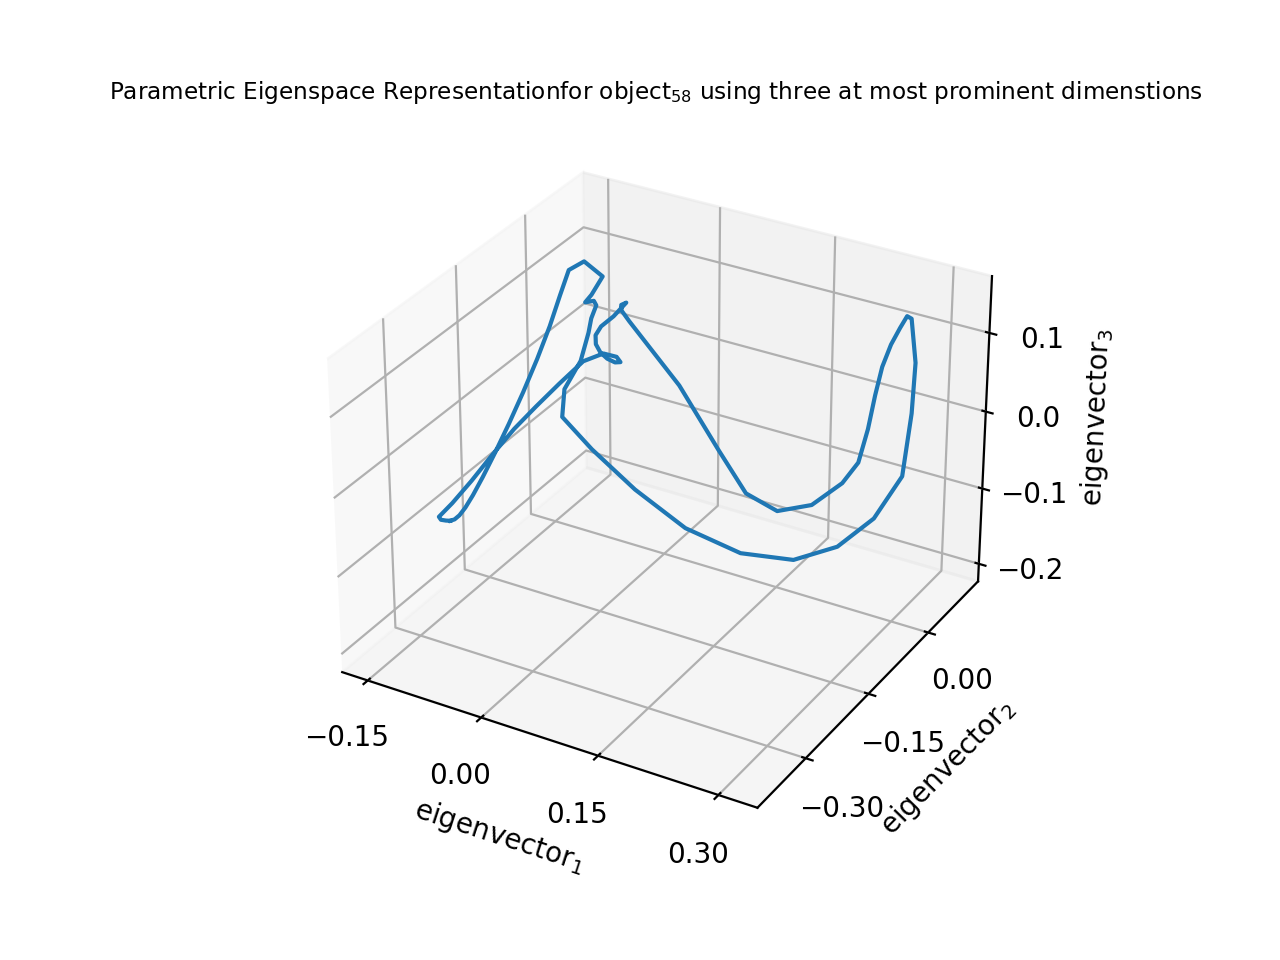 Parametric Eigenspace Representationfor object₅₈ using three at most prominent dimenstions
0.1
0.0
−0.1
−0.2
eigenvector₃
−0.15
0.00
0.15
0.30
eigenvector₁
0.00
−0.15
−0.30
eigenvector₂